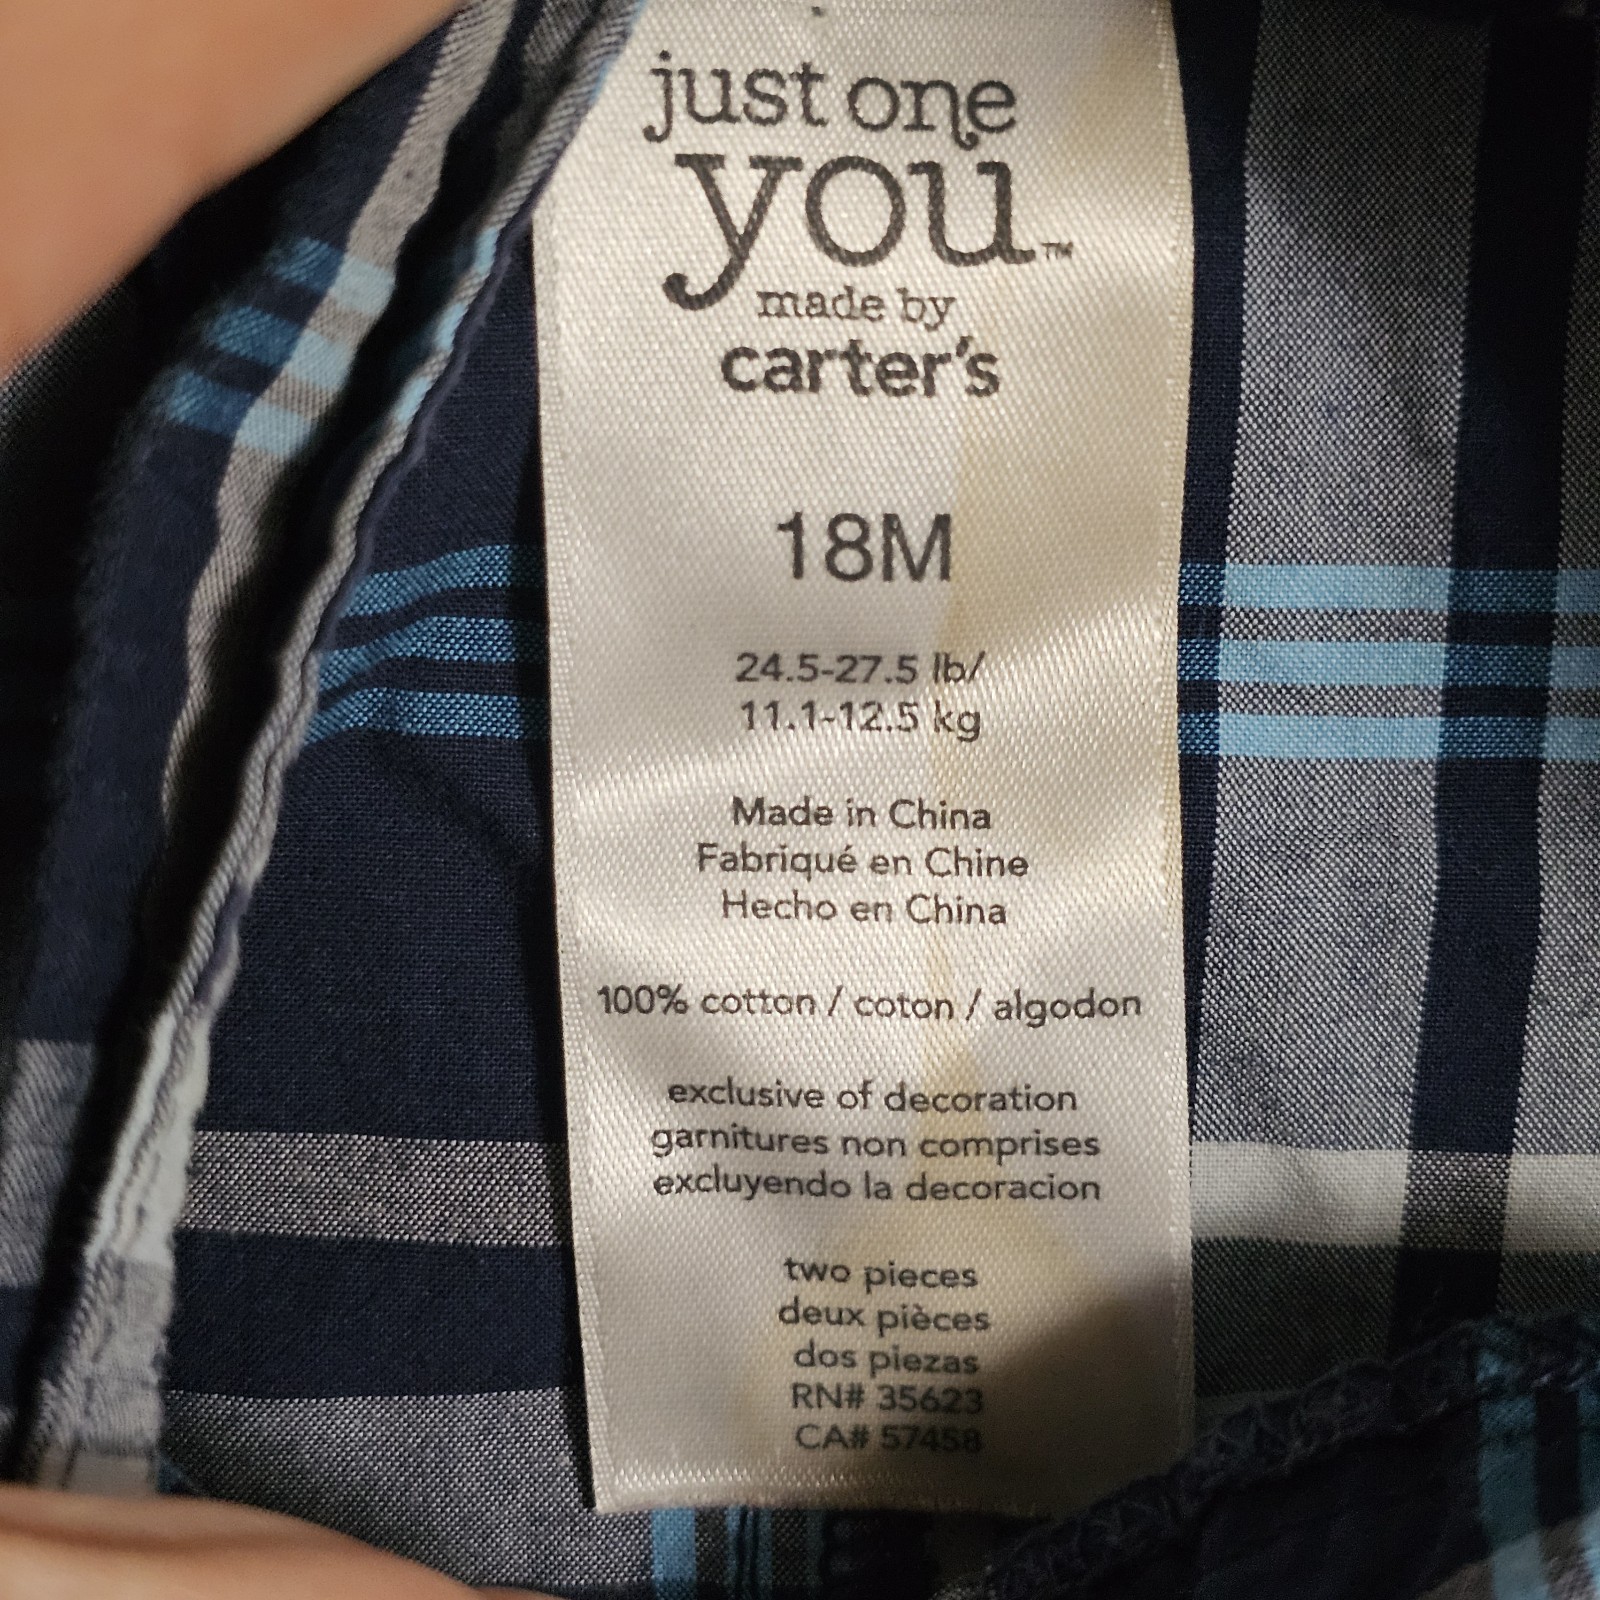 just one
you™
made by
carter's
18M
24.5-27.5 lb/
11.1-12.5 kg
Made in China
Fabriqué en Chine
Hecho en China
100% cotton / coton / algodon
exclusive of decoration
garnitures non comprises
excluyendo la decoracion
two pieces
deux pièces
dos piezas
RN# 35623
CA# 57458